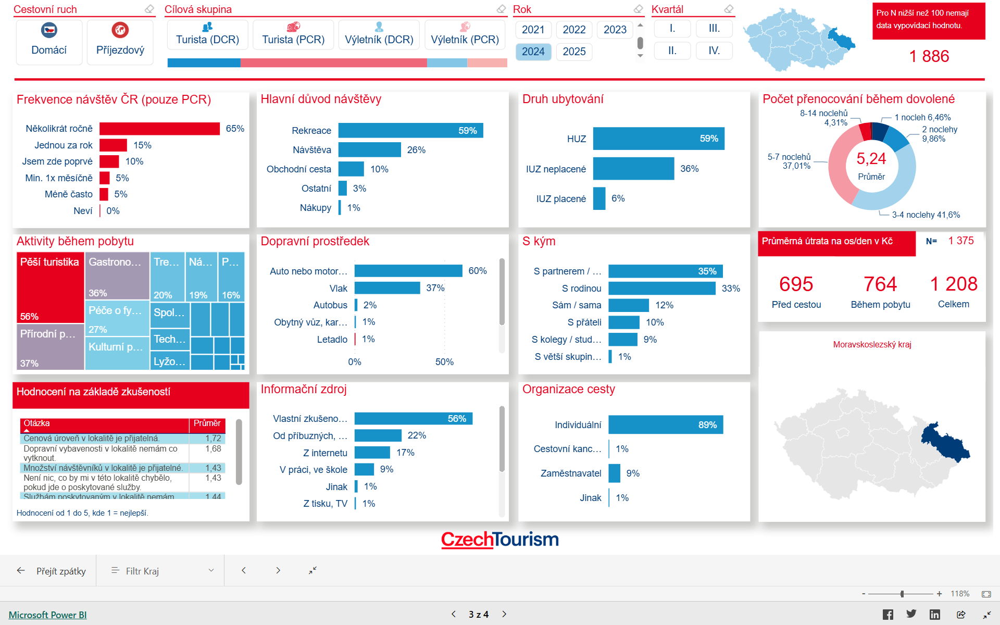 Cestovní ruch
Cílová skupina
Rok
Kvartál
Domácí
Příjezdový
Turista (DCR)
Turista (PCR)
Výletník (DCR)
Výletník (PCR)
2021
2022
2023
2024
2025
I.
III.
II.
IV.
Pro N nižší než 100 nemají
data vypovídací hodnotu.
1 886
Frekvence návštěv ČR (pouze PCR)
Několikrát ročně 65%
Jednou za rok 15%
Jsem zde poprvé 10%
Min. 1x měsíčně 5%
Méně často 5%
Neví 0%
Hlavní důvod návštěvy
Rekreace 59%
Návštěva 26%
Obchodní cesta 10%
Ostatní 3%
Nákupy 1%
Druh ubytování
HUZ 59%
IUZ neplacené 36%
IUZ placené 6%
Počet přenocování během dovolené
8-14 noclehů
4,31%
1 nocleh 6,46%
2 noclehy
9,86%
5-7 noclehů
37,01%
5,24
Průměr
3-4 noclehy 41,6%
Aktivity během pobytu
Pěší turistika
56%
Přírodní p...
37%
Gastrono...
36%
Péče o fy...
27%
Kulturní p...
Tre...
20%
Ná...
19%
P...
16%
Spol...
Tech...
Lyžo...
Dopravní prostředek
Auto nebo motor... 60%
Vlak 37%
Autobus 2%
Obytný vůz, kar... 1%
Letadlo 1%
0% 50%
S kým
S partnerem / ... 35%
S rodinou 33%
Sám / sama 12%
S přáteli 10%
S kolegy / stud... 9%
S větší skupin... 1%
Průměrná útrata na os/den v Kč
N= 1 375
695
Před cestou
764
Během pobytu
1 208
Celkem
Moravskoslezský kraj
Hodnocení na základě zkušeností
Otázka Průměr
Cenová úroveň v lokalitě je přijatelná. 1,72
Dopravní vybavenosti v lokalitě nemám co 1,68
vytknout.
Množství návštěvníků v lokalitě je přijatelné. 1,43
Není nic, co by mi v této lokalitě chybělo, 1,43
pokud jde o poskytované služby.
Službám poskytovaným v lokalitě nemám 1,44
Hodnocení od 1 do 5, kde 1 = nejlepší.
Informační zdroj
Vlastní zkušeno... 56%
Od příbuzných, ... 22%
Z internetu 17%
V práci, ve škole 9%
Jinak 1%
Z tisku, TV 1%
Organizace cesty
Individuální 89%
Cestovní kanc... 1%
Zaměstnavatel 9%
Jinak 1%
CzechTourism
Přejít zpátky
Filtr Kraj
- + 118%
Microsoft Power BI
3 z 4